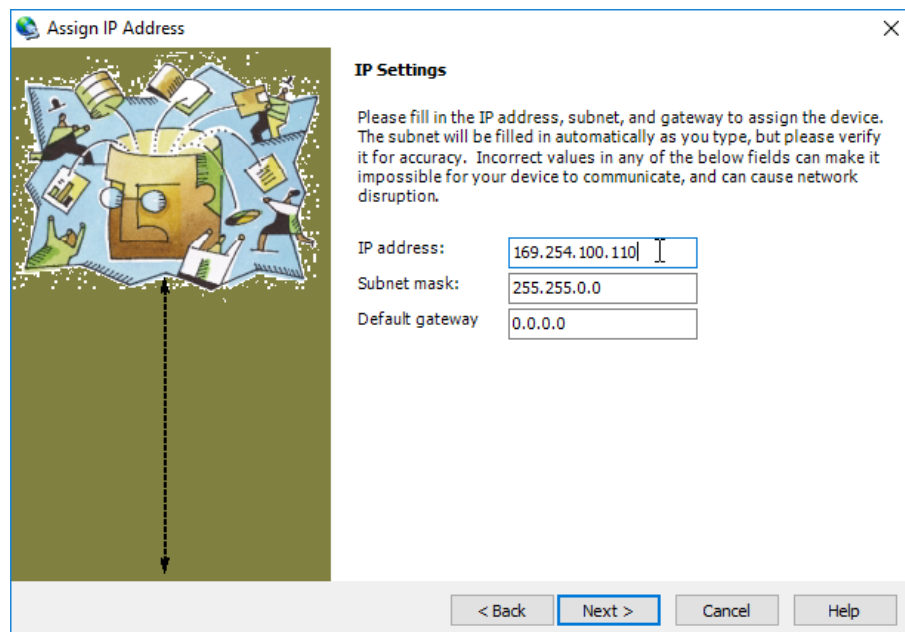 Assign IP Address
IP Settings
Please fill in the IP address, subnet, and gateway to assign the device.
The subnet will be filled in automatically as you type, but please verify
it for accuracy.  Incorrect values in any of the below fields can make it
impossible for your device to communicate, and can cause network
disruption.
IP address: 169.254.100.110
Subnet mask: 255.255.0.0
Default gateway 0.0.0.0
< Back Next > Cancel Help